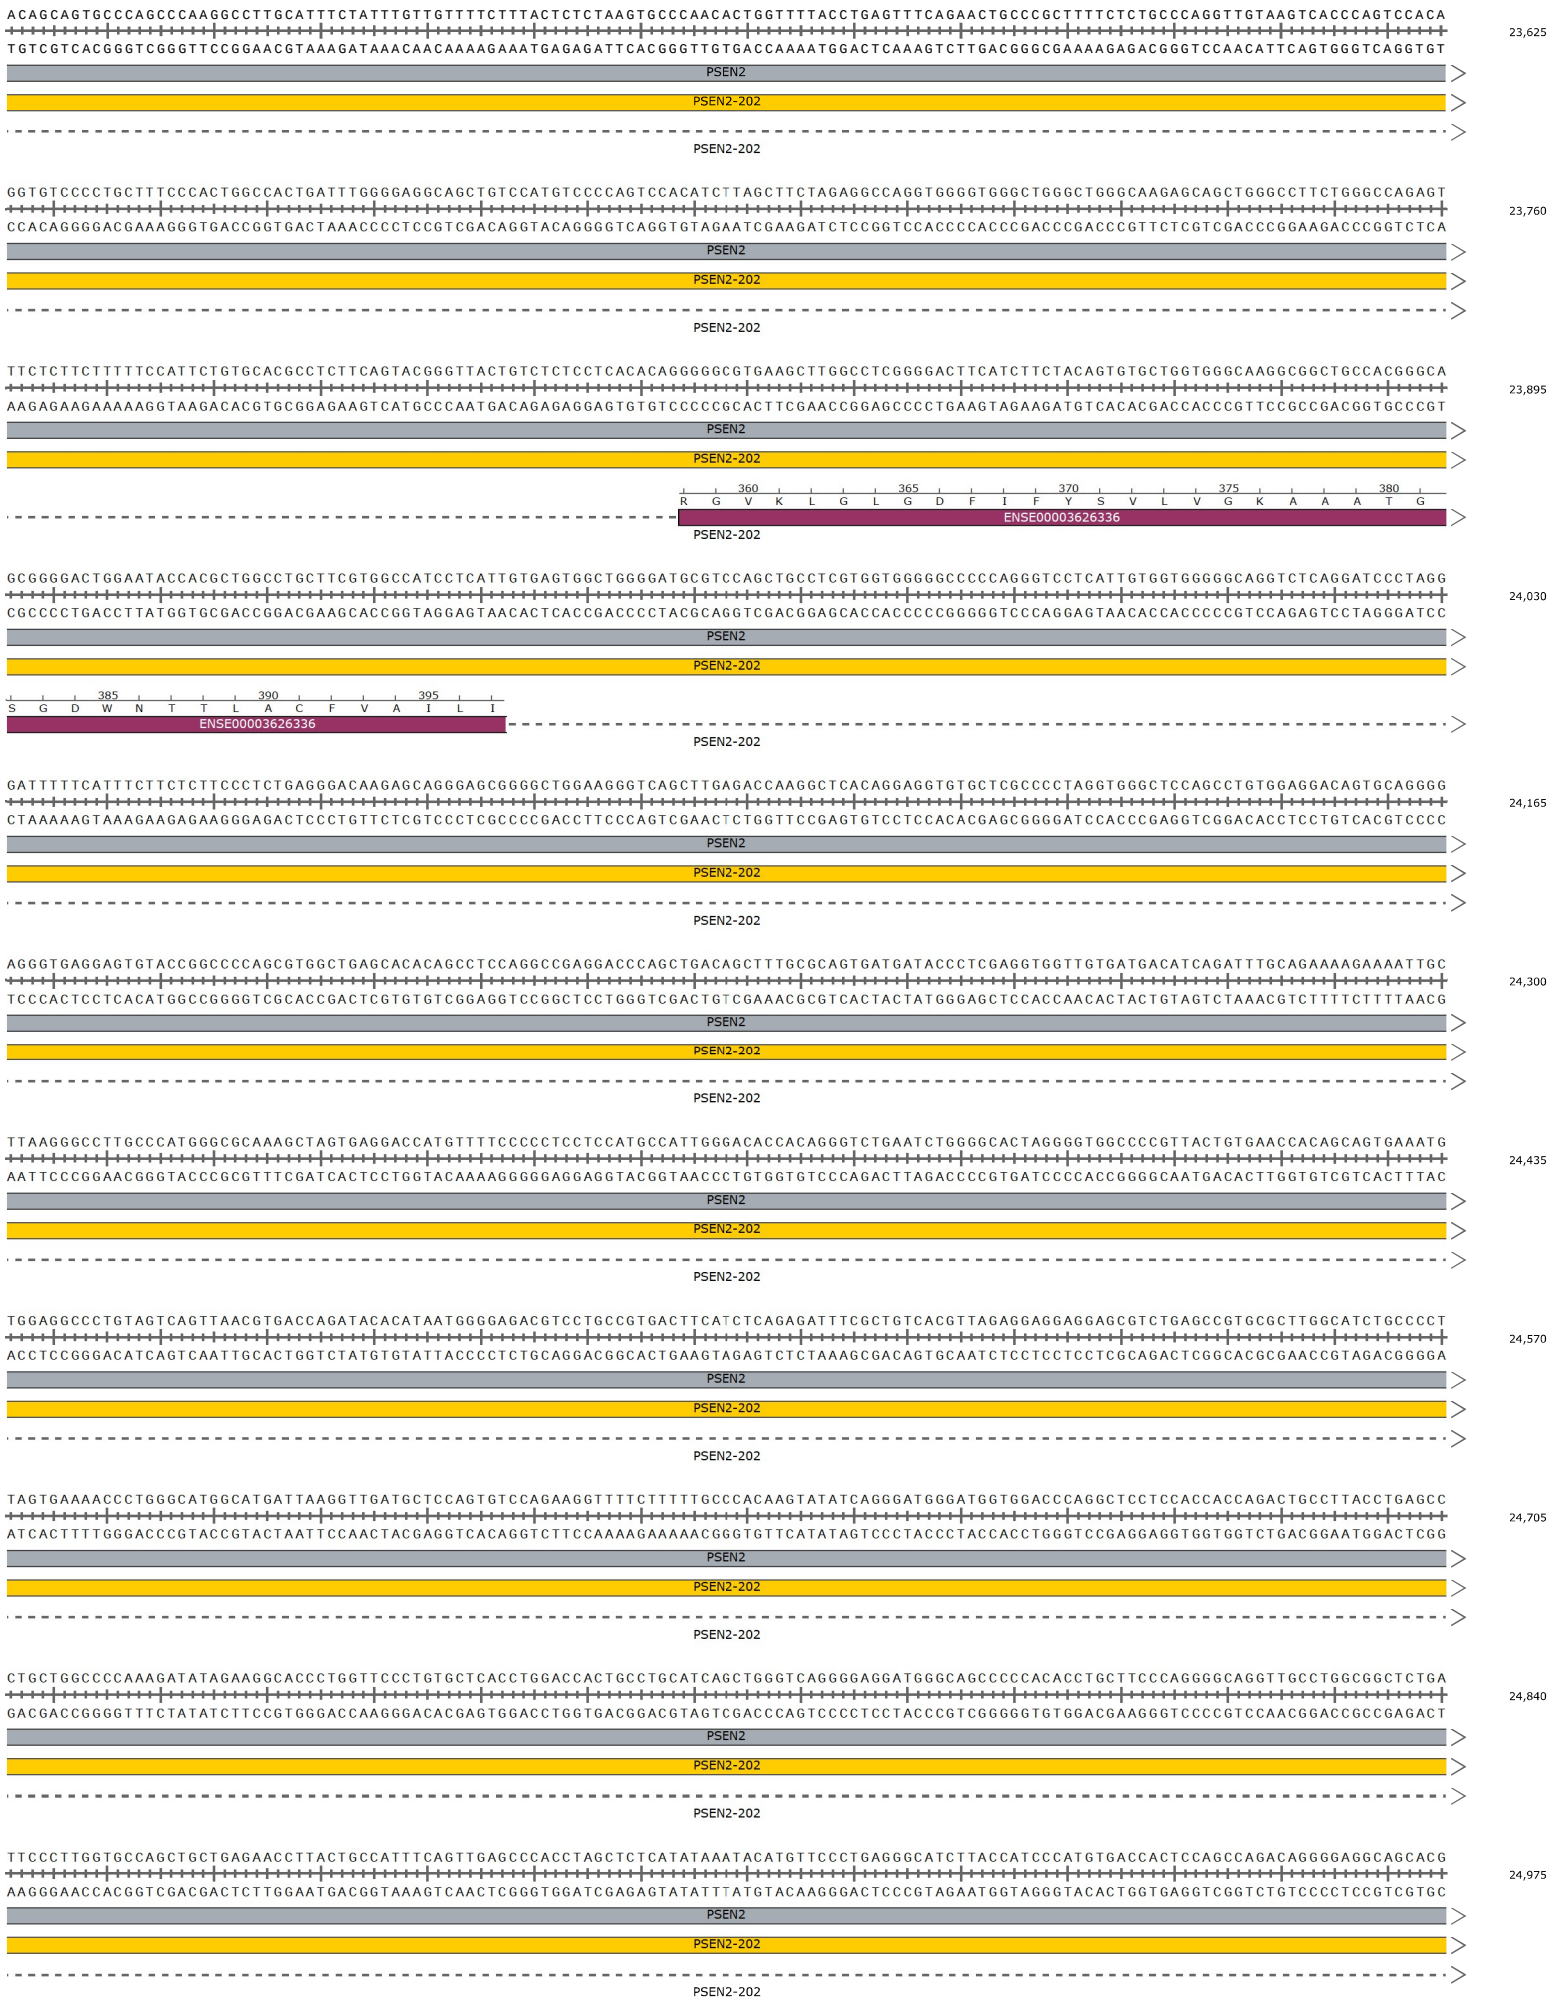 ACAGCAGTGCCCAGCCCAAGGCCTTGCATTTCTATTTGTTGTTTTCTTTACTCTCTAAGTGCCCAACACTGGTTTTACCTGAGTTTCAGAACTGCCCGCTTTTCTCTGCCCAGGTTGTAAGTCACCCAGTCCACA
23,625
TGTCGTCACGGGTCGGGTTCCGGAACGTAAAGATAAACAACAAAAGAAATGAGAGATTCACGGGTTGTGACCAAAATGGACTCAAAGTCTTGACGGGCGAAAAGAGACGGGTCCAACATTCAGTGGGTCAGGTGT
PSEN2
PSEN2-202
PSEN2-202
GGTGTCCCCTGCTTTCCCACTGGCCACTGATTTGGGGAGGCAGCTGTCCATGTCCCCAGTCCACATCTTAGCTTCTAGAGGCCAGGTGGGGTGGGCTGGGCTGGGCAAGAGCAGCTGGGCCTTCTGGGCCAGAGT
23,760
CCACAGGGGACGAAAGGGTGACCGGTGACTAAACCCCTCCGTCGACAGGTACAGGGGTCAGGTGTAGAATCGAAGATCTCCGGTCCACCCCACCCGACCCGACCCGTTCTCGTCGACCCGGAAGACCCGGTCTCA
PSEN2
PSEN2-202
PSEN2-202
TTCTCTTCTTTTTCCATTCTGTGCACGCCTCTTCAGTACGGGTTACTGTCTCTCCTCACACAGGGGGCGTGAAGCTTGGCCTCGGGGACTTCATCTTCTACAGTGTGCTGGTGGGCAAGGCGGCTGCCACGGGCA
23,895
AAGAGAAGAAAAAGGTAAGACACGTGCGGAGAAGTCATGCCCAATGACAGAGAGGAGTGTGTCCCCCGCACTTCGAACCGGAGCCCCTGAAGTAGAAGATGTCACACGACCACCCGTTCCGCCGACGGTGCCCGT
PSEN2
PSEN2-202
360 365 370 375 380
R G V K L G L G D F I F Y S V L V G K A A A T G
ENSE00003626336
PSEN2-202
GCGGGGACTGGAATACCACGCTGGCCTGCTTCGTGGCCATCCTCATTGTGAGTGGCTGGGGATGCGTCCAGCTGCCTCGTGGTGGGGGCCCCCAGGGTCCTCATTGTGGTGGGGGCAGGTCTCAGGATCCCTAGG
24,030
CGCCCCTGACCTTATGGTGCGACCGGACGAAGCACCGGTAGGAGTAACACTCACCGACCCCTACGCAGGTCGACGGAGCACCACCCCCGGGGGTCCCAGGAGTAACACCACCCCCGTCCAGAGTCCTAGGGATCC
PSEN2
PSEN2-202
385 390 395
S G D W N T T L A C F V A I L I
ENSE00003626336
PSEN2-202
GATTTTTCATTTCTTCTCTTCCCTCTGAGGGACAAGAGCAGGGAGCGGGGCTGGAAGGGTCAGCTTGAGACCAAGGCTCACAGGAGGTGTGCTCGCCCCTAGGTGGGCTCCAGCCTGTGGAGGACAGTGCAGGGG
24,165
CTAAAAAGTAAAGAAGAGAAGGGAGACTCCCTGTTCTCGTCCCTCGCCCCGACCTTCCCAGTCGAACTCTGGTTCCGAGTGTCCTCCACACGAGCGGGGATCCACCCGAGGTCGGACACCTCCTGTCACGTCCCC
PSEN2
PSEN2-202
PSEN2-202
AGGGTGAGGAGTGTACCGGCCCCAGCGTGGCTGAGCACACAGCCTCCAGGCCGAGGACCCAGCTGACAGCTTTGCGCAGTGATGATACCCTCGAGGTGGTTGTGATGACATCAGATTTGCAGAAAAGAAAATTGC
24,300
TCCCACTCCTCACATGGCCGGGGTCGCACCGACTCGTGTGTCGGAGGTCCGGCTCCTGGGTCGACTGTCGAAACGCGTCACTACTATGGGAGCTCCACCAACACTACTGTAGTCTAAACGTCTTTTCTTTTAACG
PSEN2
PSEN2-202
PSEN2-202
TTAAGGGCCTTGCCCATGGGCGCAAAGCTAGTGAGGACCATGTTTTCCCCCTCCTCCATGCCATTGGGACACCACAGGGTCTGAATCTGGGGCACTAGGGGTGGCCCCGTTACTGTGAACCACAGCAGTGAAATG
24,435
AATTCCCGGAACGGGTACCCGCGTTTCGATCACTCCTGGTACAAAAGGGGGAGGAGGTACGGTAACCCTGTGGTGTCCCAGACTTAGACCCCGTGATCCCCACCGGGGCAATGACACTTGGTGTCGTCACTTTAC
PSEN2
PSEN2-202
PSEN2-202
TGGAGGCCCTGTAGTCAGTTAACGTGACCAGATACACATAATGGGGAGACGTCCTGCCGTGACTTCATCTCAGAGATTTCGCTGTCACGTTAGAGGAGGAGGAGCGTCTGAGCCGTGCGCTTGGCATCTGCCCCT
24,570
ACCTCCGGGACATCAGTCAATTGCACTGGTCTATGTGTATTACCCCTCTGCAGGACGGCACTGAAGTAGAGTCTCTAAAGCGACAGTGCAATCTCCTCCTCCTCGCAGACTCGGCACGCGAACCGTAGACGGGGA
PSEN2
PSEN2-202
PSEN2-202
TAGTGAAAACCCTGGGCATGGCATGATTAAGGTTGATGCTCCAGTGTCCAGAAGGTTTTCTTTTTGCCCACAAGTATATCAGGGATGGGATGGTGGACCCAGGCTCCTCCACCACCAGACTGCCTTACCTGAGCC
24,705
ATCACTTTTGGGACCCGTACCGTACTAATTCCAACTACGAGGTCACAGGTCTTCCAAAAGAAAAACGGGTGTTCATATAGTCCCTACCCTACCACCTGGGTCCGAGGAGGTGGTGGTCTGACGGAATGGACTCGG
PSEN2
PSEN2-202
PSEN2-202
CTGCTGGCCCCAAAGATATAGAAGGCACCCTGGTTCCCTGTGCTCACCTGGACCACTGCCTGCATCAGCTGGGTCAGGGGAGGATGGGCAGCCCCCACACCTGCTTCCCAGGGGCAGGTTGCCTGGCGGCTCTGA
24,840
GACGACCGGGGTTTCTATATCTTCCGTGGGACCAAGGGACACGAGTGGACCTGGTGACGGACGTAGTCGACCCAGTCCCCTCCTACCCGTCGGGGGTGTGGACGAAGGGTCCCCGTCCAACGGACCGCCGAGACT
PSEN2
PSEN2-202
PSEN2-202
TTCCCTTGGTGCCAGCTGCTGAGAACCTTACTGCCATTTCAGTTGAGCCCACCTAGCTCTCATATAAATACATGTTCCCTGAGGGCATCTTACCATCCCATGTGACCACTCCAGCCAGACAGGGGAGGCAGCACG
24,975
AAGGGAACCACGGTCGACGACTCTTGGAATGACGGTAAAGTCAACTCGGGTGGATCGAGAGTATATTTATGTACAAGGGACTCCCGTAGAATGGTAGGGTACACTGGTGAGGTCGGTCTGTCCCCTCCGTCGTGC
PSEN2
PSEN2-202
PSEN2-202